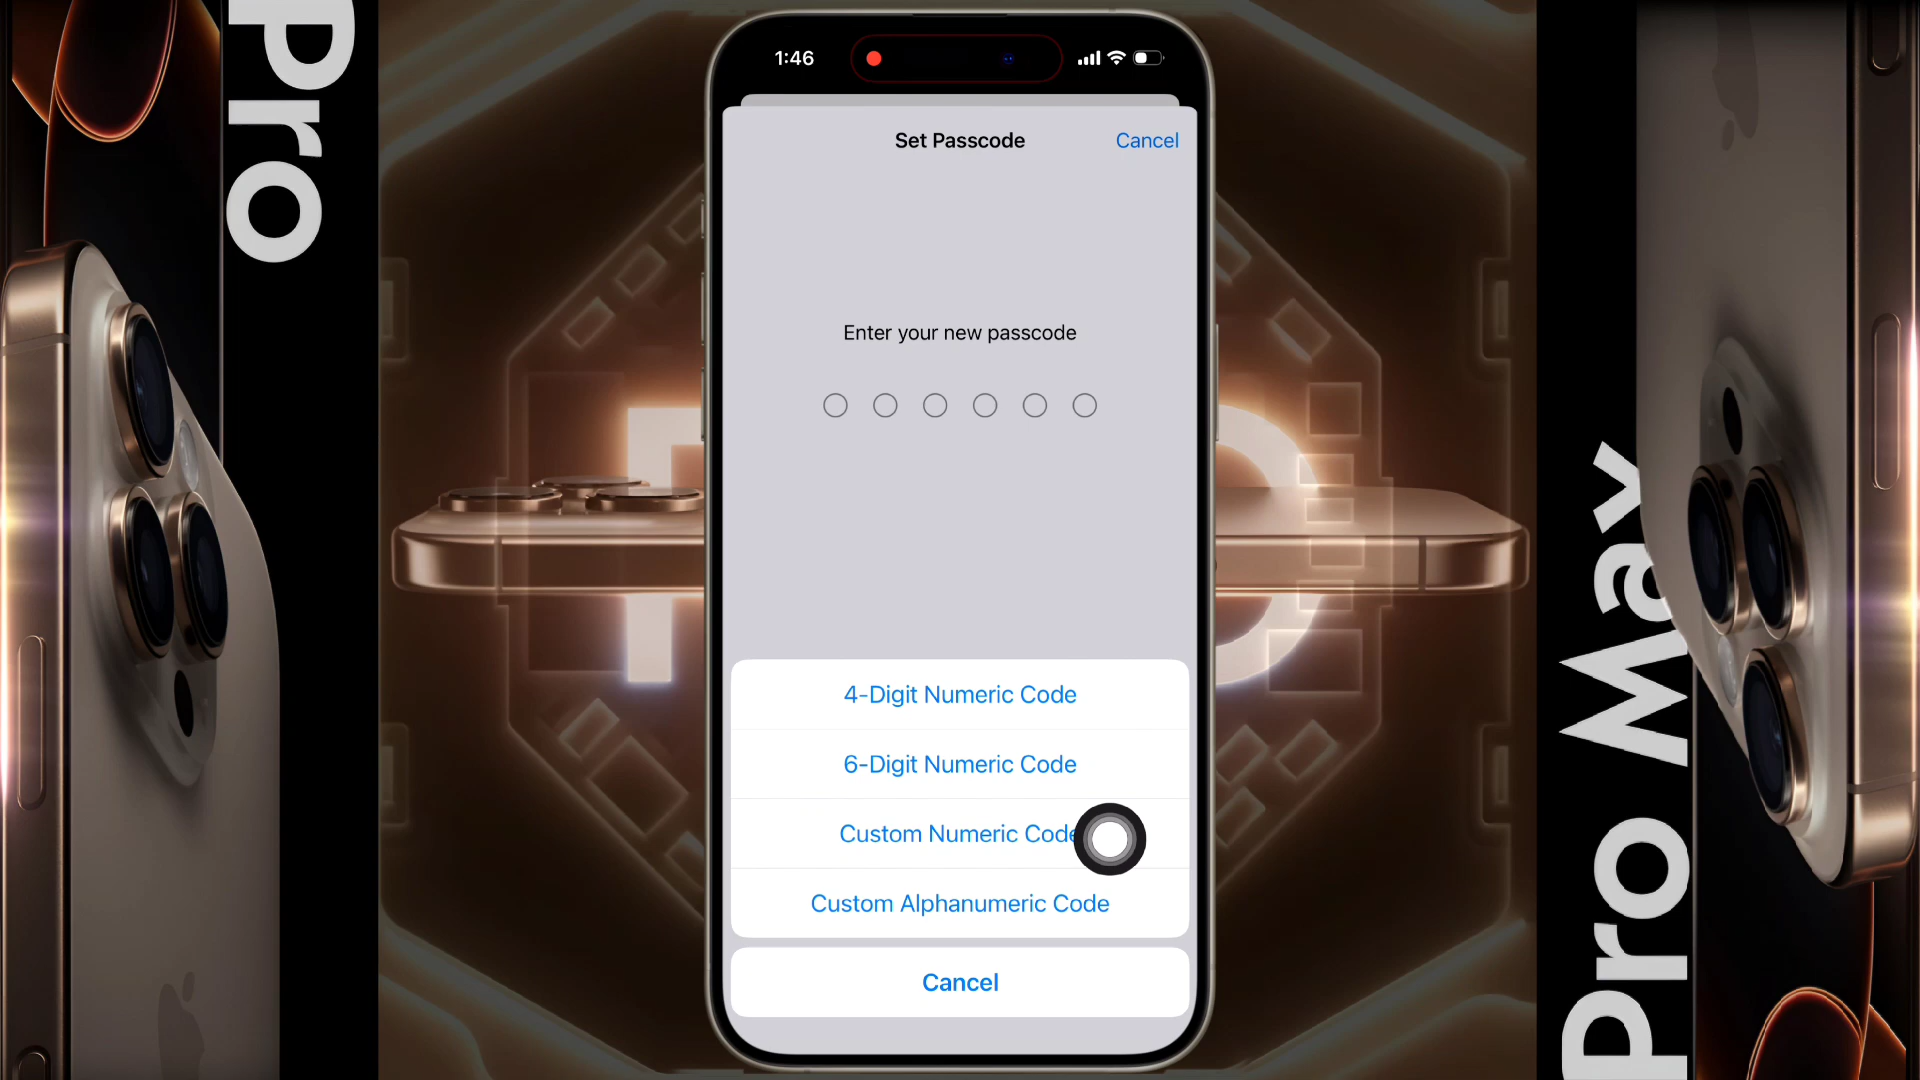 Pro
1:46
Set Passcode
Cancel
Enter your new passcode
4-Digit Numeric Code
6-Digit Numeric Code
Custom Numeric Code
Custom Alphanumeric Code
Cancel
Pro Max